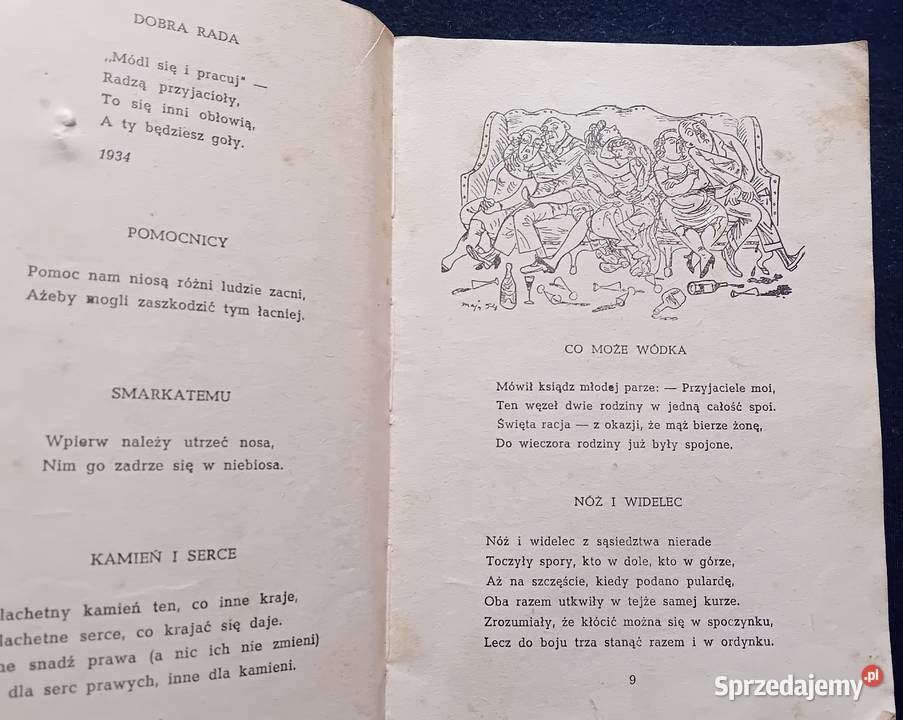 DOBRA RADA
„Módl się i pracuj" —
Radzą przyjacioły,
To się inni obłowią,
A ty będziesz goły.
1934
POMOCNICY
Pomoc nam niosą różni ludzie zacni,
Ażeby mogli zaszkodzić tym łacniej.
SMARKATEMU
Wpierw należy utrzeć nosa,
Nim go zadrze się w niebiosa.
KAMIEŃ I SERCE
lachetny kamień ten, co inne kraje,
lachetne serce, co krajać się daje.
ne snadź prawa (a nic ich nie zmieni)
dla serc prawych, inne dla kamieni.
maja 54
CO MOŻE WÓDKA
Mówił ksiądz młodej parze: — Przyjaciele moi,
Ten węzeł dwie rodziny w jedną całość spoi.
Święta racja — z okazji, że mąż bierze żonę,
Do wieczora rodziny już były spojone.
NÓŻ I WIDELEC
Nóż i widelec z sąsiedztwa nierade
Toczyły spory, kto w dole, kto w górze,
Aż na szczęście, kiedy podano pulardę,
Oba razem utkwiły w tejże samej kurze.
Zrozumiały, że kłócić można się w spoczynku,
Lecz do boju trza stanąć razem i w ordynku.
9
Sprzedajemy.pl